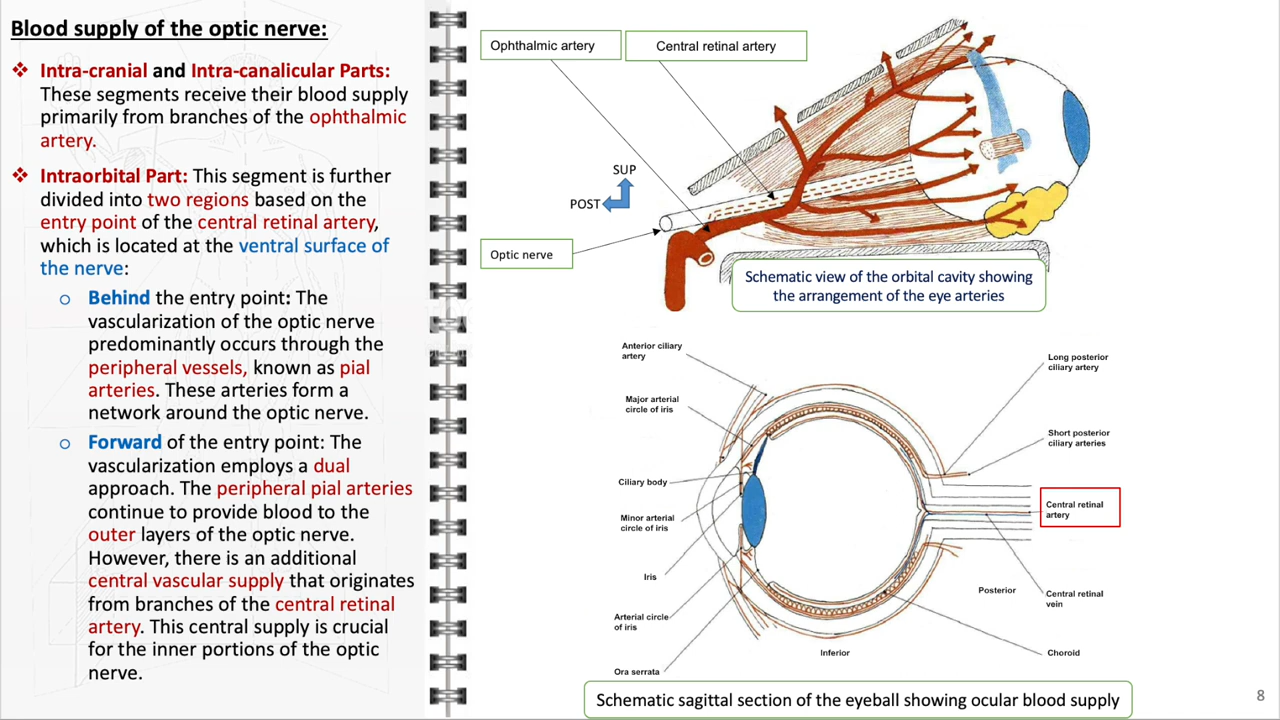 Blood supply of the optic nerve:
❖ Intra-cranial and Intra-canalicular Parts:
These segments receive their blood supply
primarily from branches of the ophthalmic
artery.
❖ Intraorbital Part: This segment is further
divided into two regions based on the
entry point of the central retinal artery,
which is located at the ventral surface of
the nerve:
o Behind the entry point: The
vascularization of the optic nerve
predominantly occurs through the
peripheral vessels, known as pial
arteries. These arteries form a
network around the optic nerve.
o Forward of the entry point: The
vascularization employs a dual
approach. The peripheral pial arteries
continue to provide blood to the
outer layers of the optic nerve.
However, there is an additional
central vascular supply that originates
from branches of the central retinal
artery. This central supply is crucial
for the inner portions of the optic
nerve.
Ophthalmic artery
Central retinal artery
SUP
POST
Optic nerve
Schematic view of the orbital cavity showing
the arrangement of the eye arteries
Anterior ciliary
artery
Major arterial
circle of iris
Ciliary body
Minor arterial
circle of iris
Iris
Arterial circle
of iris
Ora serrata
Long posterior
ciliary artery
Short posterior
ciliary arteries
Central retinal
artery
Posterior
Central retinal
vein
Inferior
Choroid
Schematic sagittal section of the eyeball showing ocular blood supply
8